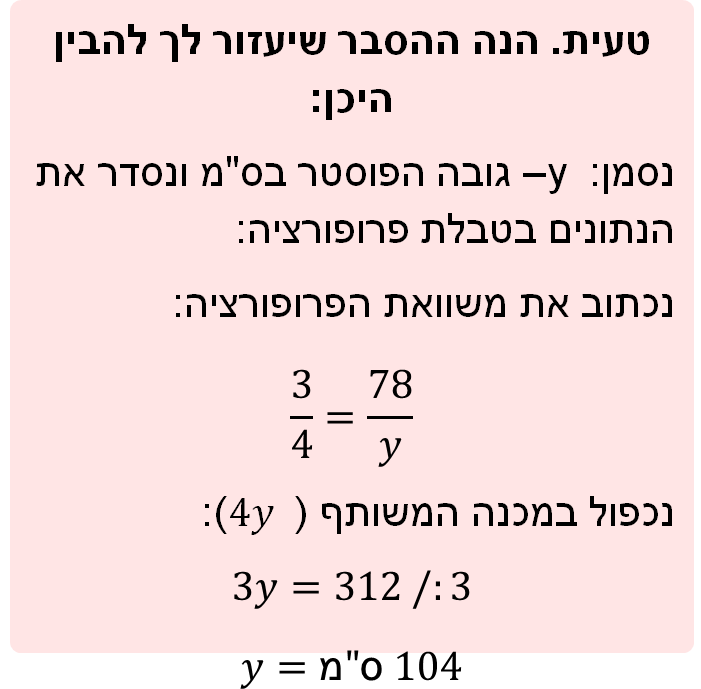 טעית. הנה ההסבר שיעזור לך להבין
היכן:
נסמן: y– גובה הפוסטר בס"מ ונסדר את
הנתונים בטבלת פרופורציה:
נכתוב את משוואת הפרופורציה:
3/4 = 78/y
נכפול במכנה המשותף ( 4y):
3y = 312 /: 3
y = 104 ס"מ